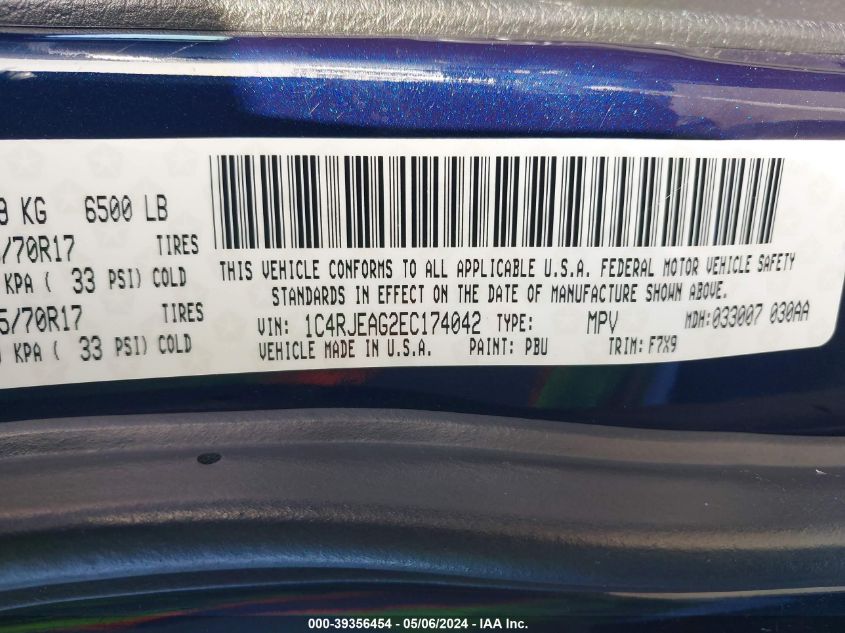 9 KG 6500 LB
/70R17 TIRES
KPA ( 33 PSI) COLD
5/70R17
KPA ( 33 PSI) COLD
THIS VEHICLE CONFORMS TO ALL APPLICABLE U.S.A. FEDERAL MOTOR VEHICLE SAFETY
STANDARDS IN EFFECT ON THE DATE OF MANUFACTURE SHOWN ABOVE.
VIN: 1C4RJEAG2EC174042 TYPE: MPV MDH:033007 030AA
VEHICLE MADE IN U.S.A. PAINT: PBU TRIM: F7X9
000-39356454 - 05/06/2024 - IAA Inc.